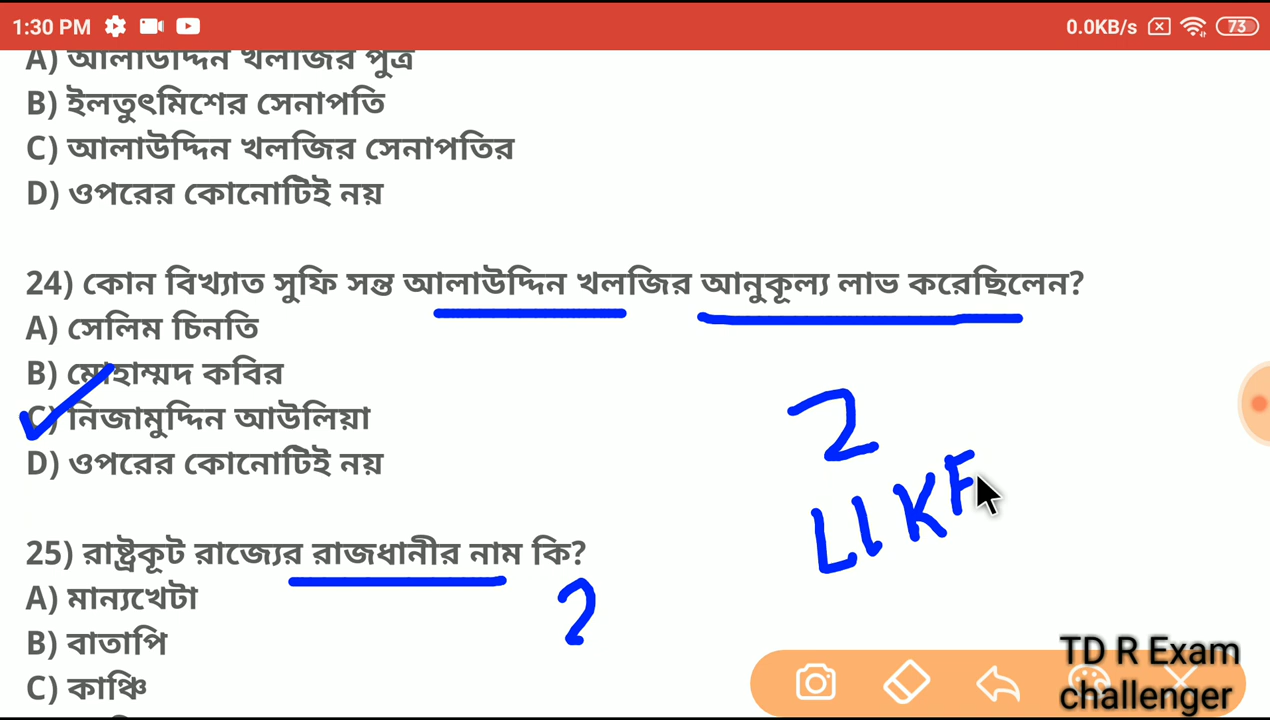 1:30 PM 0.0KB/s 73
A) আলাউদ্দিন খলজির পুত্র
B) ইলতুৎমিশের সেনাপতি
C) আলাউদ্দিন খলজির সেনাপতির
D) ওপরের কোনোটিই নয়
24) কোন বিখ্যাত সুফি সন্ত আলাউদ্দিন খলজির আনুকূল্য লাভ করেছিলেন?
A) সেলিম চিনতি
B) মোহাম্মদ কবির
C) নিজামুদ্দিন আউলিয়া
D) ওপরের কোনোটিই নয়
2
LIKE
25) রাষ্ট্রকূট রাজ্যের রাজধানীর নাম কি?
A) মান্যখেটা
B) বাতাপি
C) কাঞ্চি
?
TD R Exam
challenger